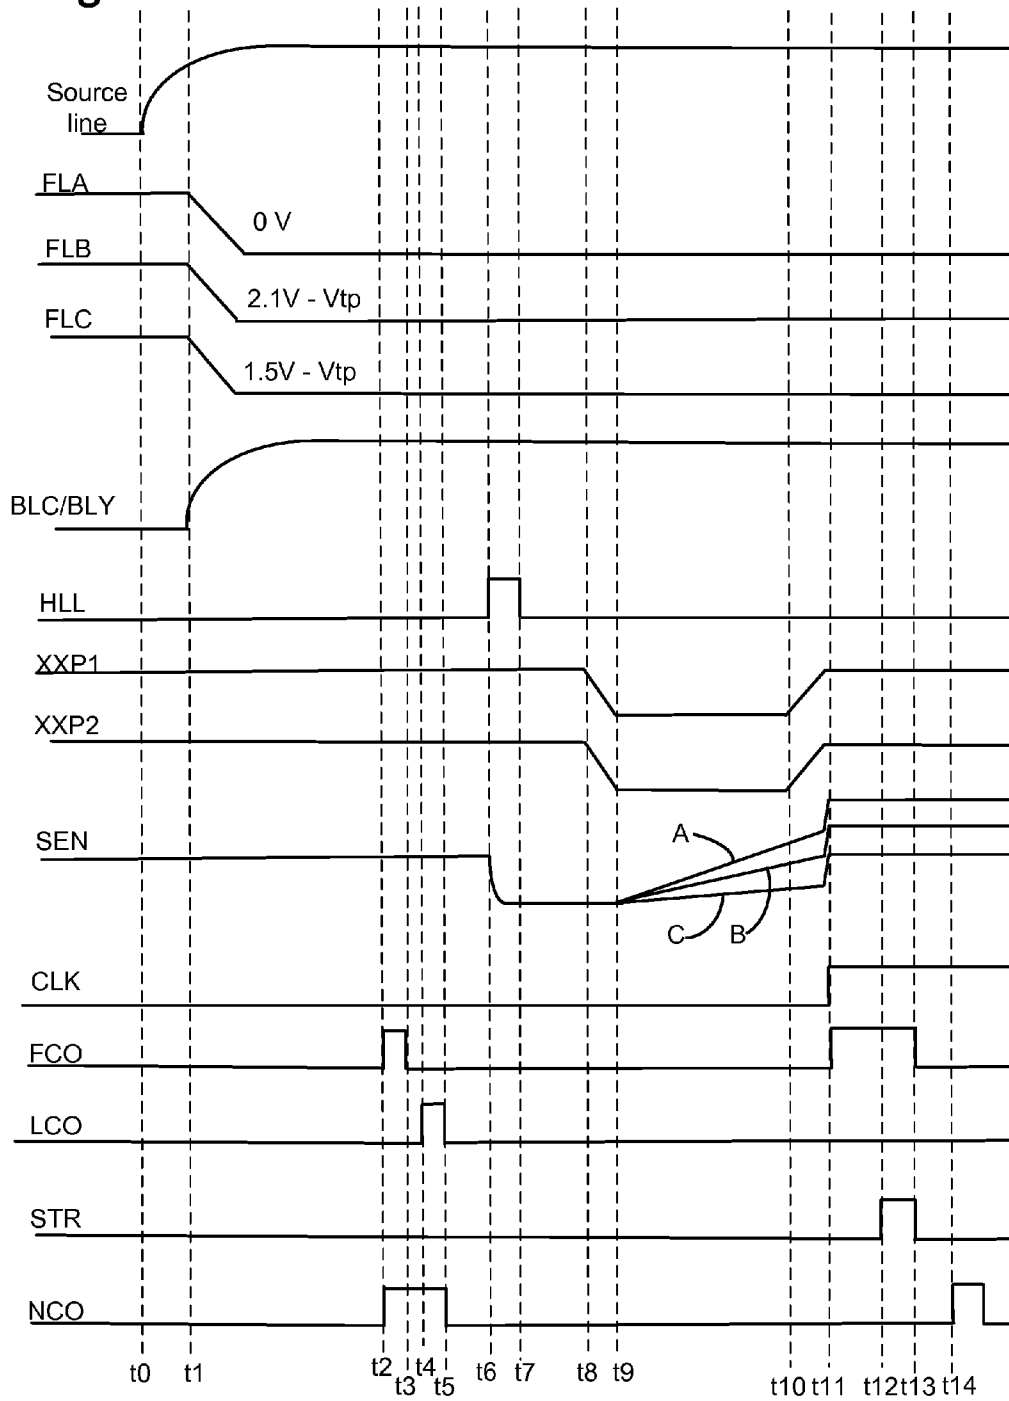 Source
line
FLA
0 V
FLB
2.1V - Vtp
FLC
1.5V - Vtp
BLC/BLY
HLL
XXP1
XXP2
SEN
A
B
C
CLK
FCO
LCO
STR
NCO
t0 t1 t2 t3 t4 t5 t6 t7 t8 t9 t10 t11 t12 t13 t14